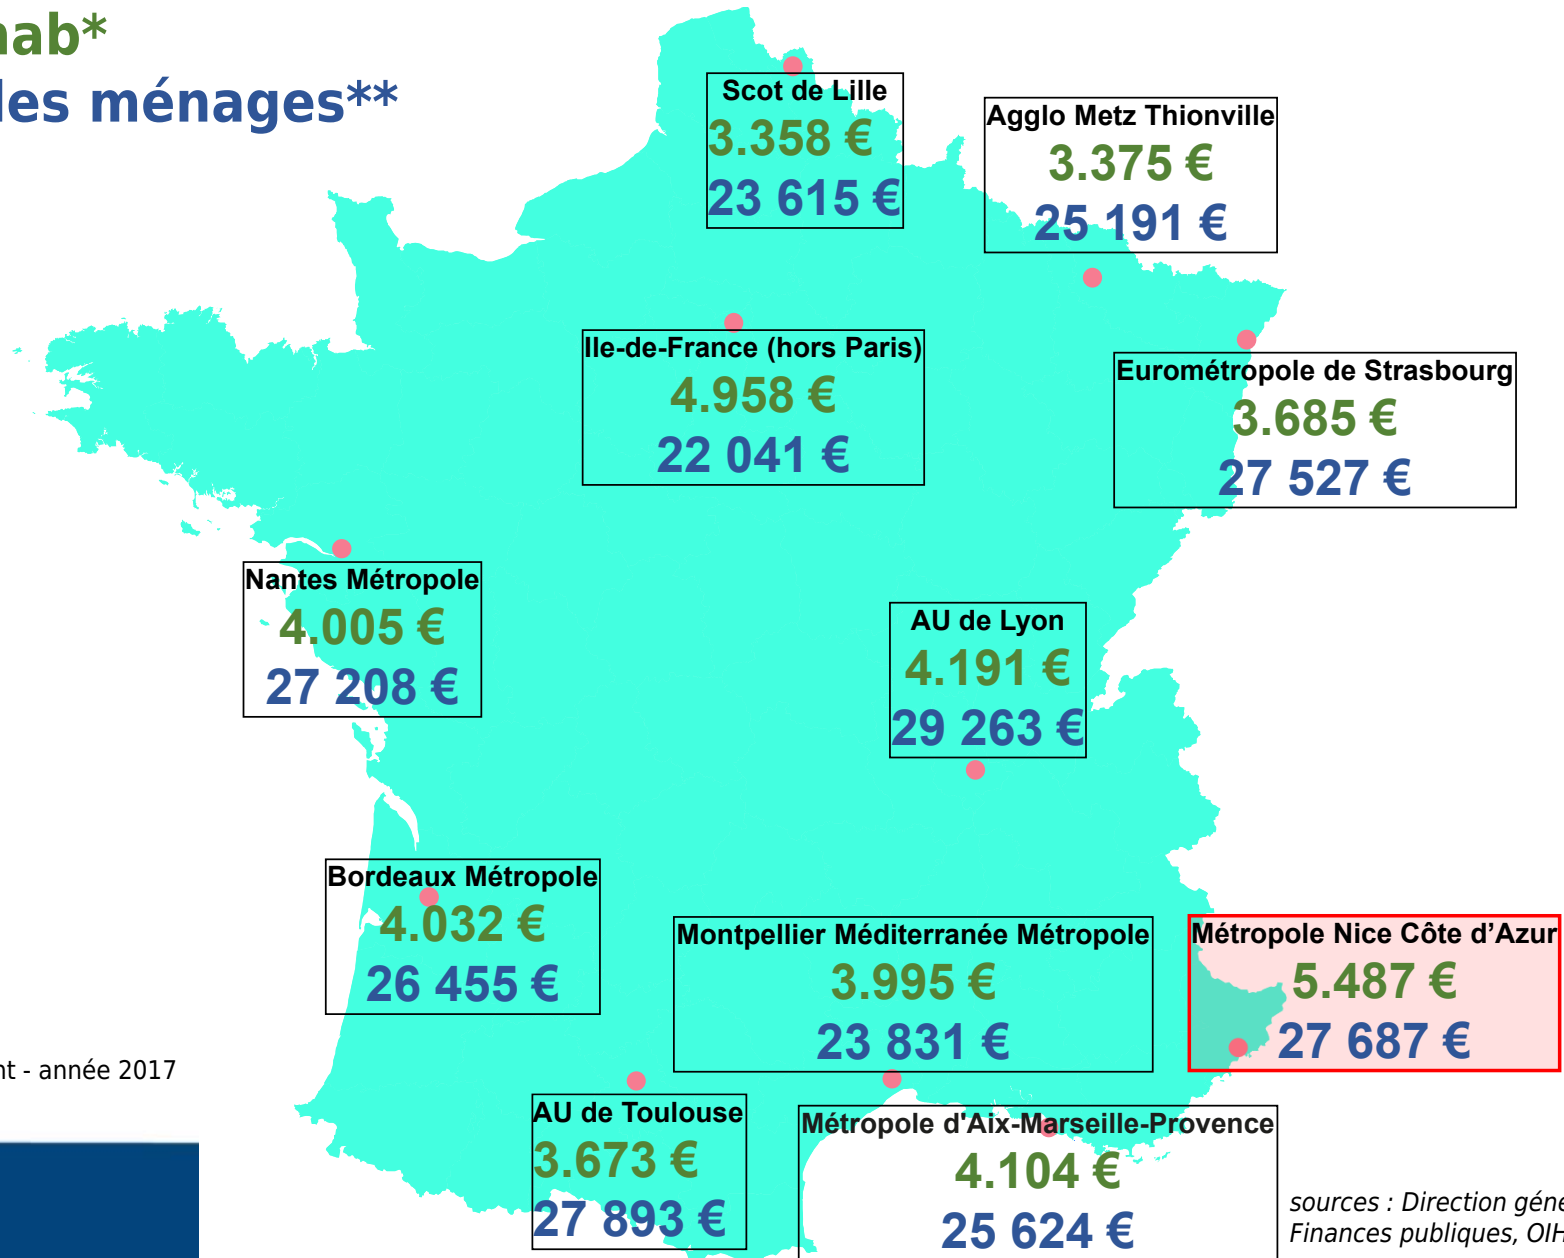 les ménages**
Scot de Lille
3.358 €
23 615 €
Agglo Metz Thionville
3.375 €
25 191 €
Ile-de-France (hors Paris)
4.958 €
22 041 €
Eurométropole de Strasbourg
3.685 €
27 527 €
Nantes Métropole
4.005 €
27 208 €
AU de Lyon
4.191 €
29 263 €
Bordeaux Métropole
4.032 €
26 455 €
Montpellier Méditerranée Métropole
3.995 €
23 831 €
Métropole Nice Côte d’Azur
5.487 €
27 687 €
- année 2017
AU de Toulouse
3.673 €
27 893 €
Métropole d'Aix-Marseille-Provence
4.104 €
25 624 €
sources : Direction
Finances publiques,